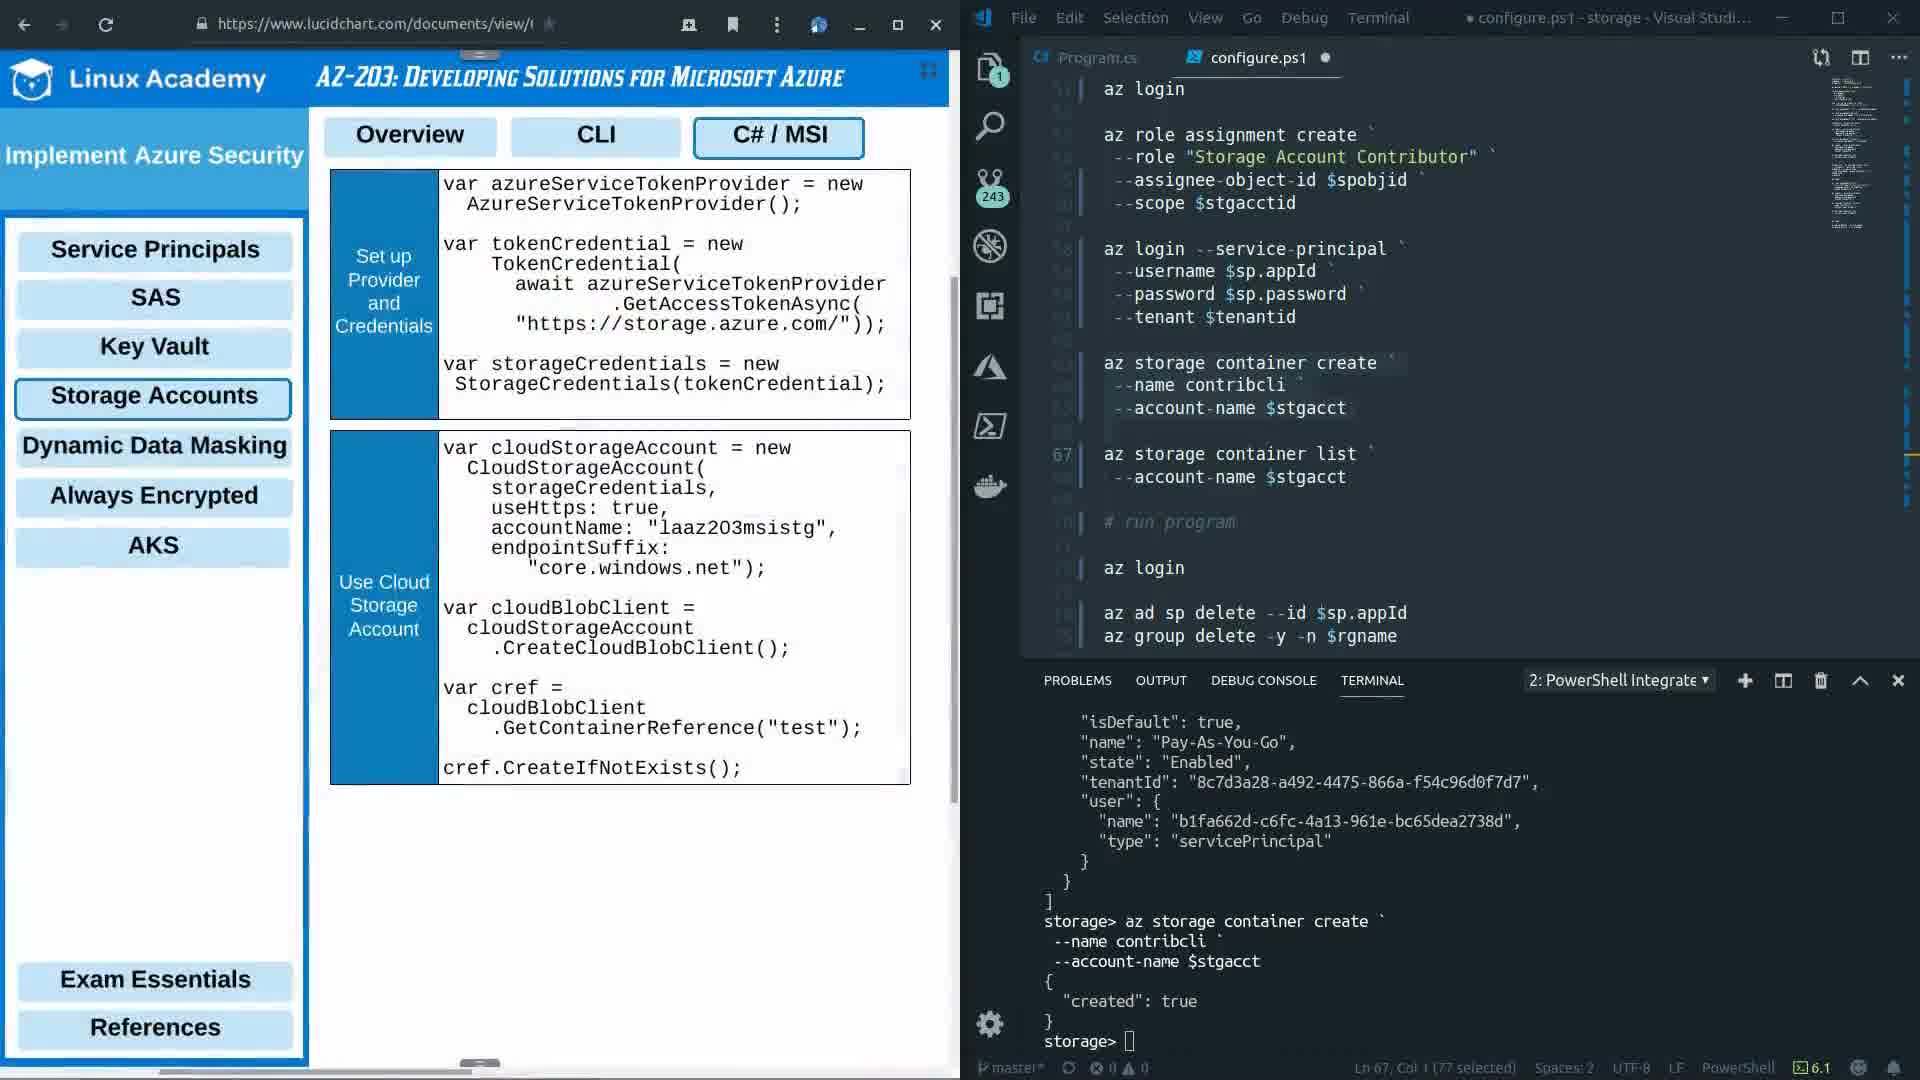 https://www.lucidchart.com/documents/view/
Linux Academy
AZ-203: Developing Solutions for Microsoft Azure
Implement Azure Security
Service Principals
SAS
Key Vault
Storage Accounts
Dynamic Data Masking
Always Encrypted
AKS
Exam Essentials
References
Overview
CLI
C# / MSI
Set up
Provider
and
Credentials
var azureServiceTokenProvider = new
AzureServiceTokenProvider();
var tokenCredential = new
TokenCredential(
await azureServiceTokenProvider
.GetAccessTokenAsync(
"https://storage.azure.com/"));
var storageCredentials = new
StorageCredentials(tokenCredential);
Use Cloud
Storage
Account
var cloudStorageAccount = new
CloudStorageAccount(
storageCredentials,
useHttps: true,
accountName: "laaz203msistg",
endpointSuffix:
"core.windows.net");
var cloudBlobClient =
cloudStorageAccount
.CreateCloudBlobClient();
var cref =
cloudBlobClient
.GetContainerReference("test");
cref.CreateIfNotExists();
File Edit Selection View Go Debug Terminal
● configure.ps1 - storage - Visual Studi...
Program.cs
configure.ps1
1
243
az login
az role assignment create `
--role "Storage Account Contributor" `
--assignee-object-id $spobjid `
--scope $stgacctid
az login --service-principal `
--username $sp.appId `
--password $sp.password `
--tenant $tenantid
az storage container create `
--name contribcli `
--account-name $stgacct
67 az storage container list `
--account-name $stgacct
# run program
az login
az ad sp delete --id $sp.appId
az group delete -y -n $rgname
PROBLEMS OUTPUT DEBUG CONSOLE TERMINAL
2: PowerShell Integrate
"isDefault": true,
"name": "Pay-As-You-Go",
"state": "Enabled",
"tenantId": "8c7d3a28-a492-4475-866a-f54c96d0f7d7",
"user": {
"name": "b1fa662d-c6fc-4a13-961e-bc65dea2738d",
"type": "servicePrincipal"
}
}
]
storage> az storage container create `
--name contribcli `
--account-name $stgacct
{
"created": true
}
storage>
master* 0 0
Ln 67, Col 1 (77 selected) Spaces: 2 UTF-8 LF PowerShell 6.1